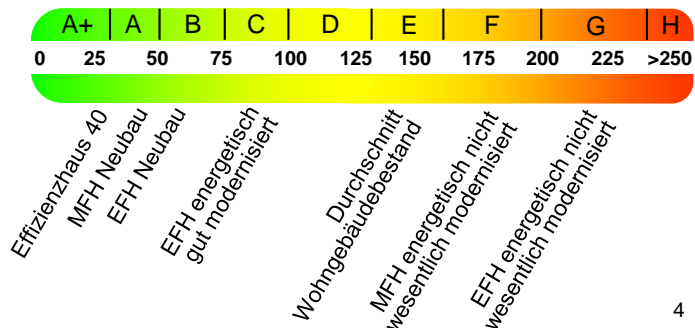 A+ A B C D E F G H
0 25 50 75 100 125 150 175 200 225 >250
Effizienzhaus 40
MFH Neubau
EFH Neubau
EFH energetisch
gut modernisiert
Durchschnitt
Wohngebäudebestand
MFH energetisch nicht
wesentlich modernisiert
EFH energetisch nicht
wesentlich modernisiert
4